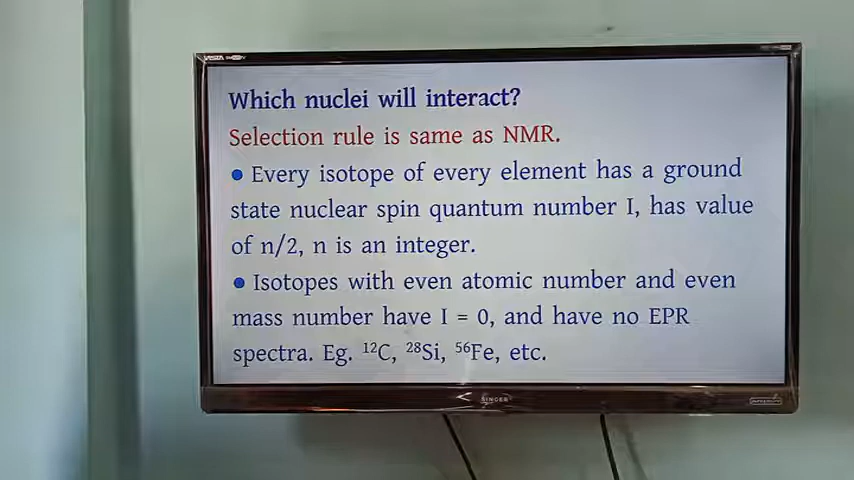 Which nuclei will interact?
Selection rule is same as NMR.
● Every isotope of every element has a ground
state nuclear spin quantum number I, has value
of n/2, n is an integer.
● Isotopes with even atomic number and even
mass number have I = 0, and have no EPR
spectra. Eg. ¹²C, ²⁸Si, ⁵⁶Fe, etc.
SINGER